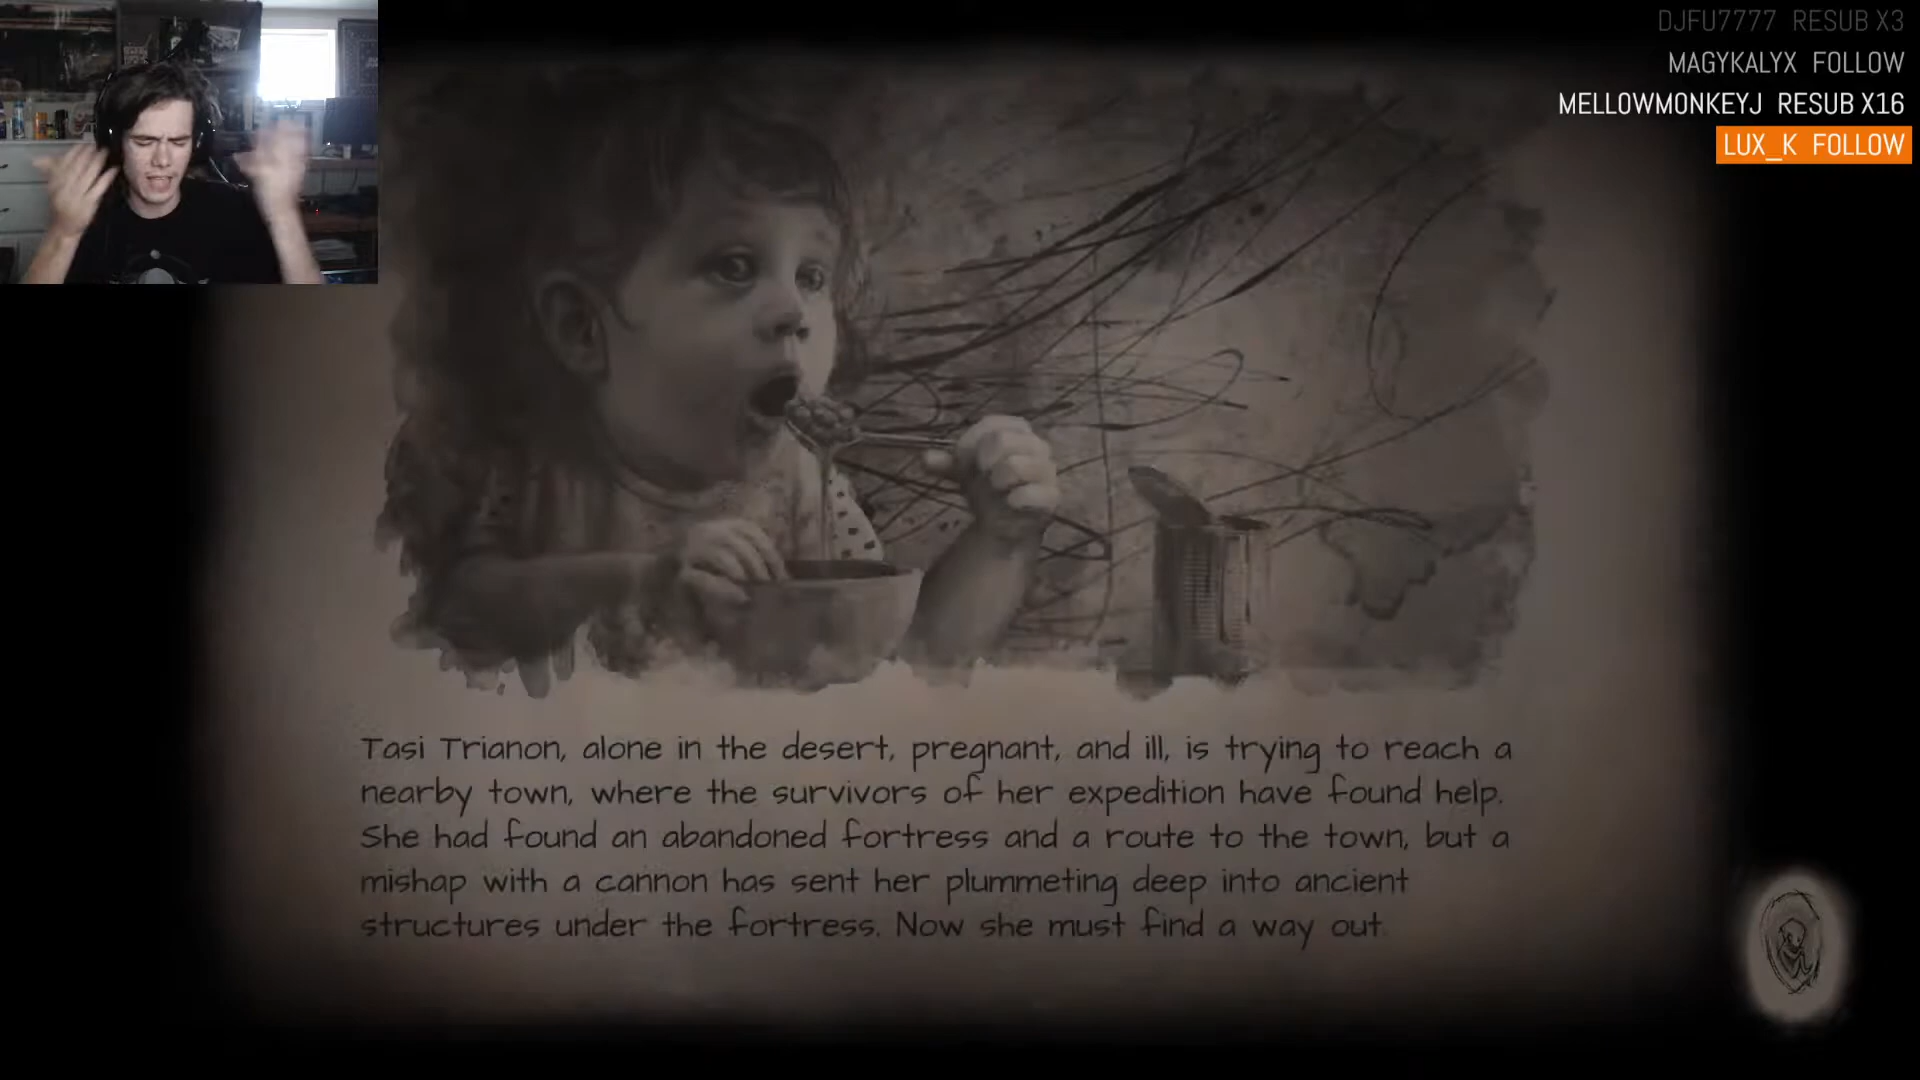 DJFU7777 RESUB X3
MAGYKALYX FOLLOW
MELLOWMONKEYJ RESUB X16
LUX_K FOLLOW
Tasi Trianon, alone in the desert, pregnant, and ill, is trying to reach a
nearby town, where the survivors of her expedition have found help.
She had found an abandoned fortress and a route to the town, but a
mishap with a cannon has sent her plummeting deep into ancient
structures under the fortress. Now she must find a way out.